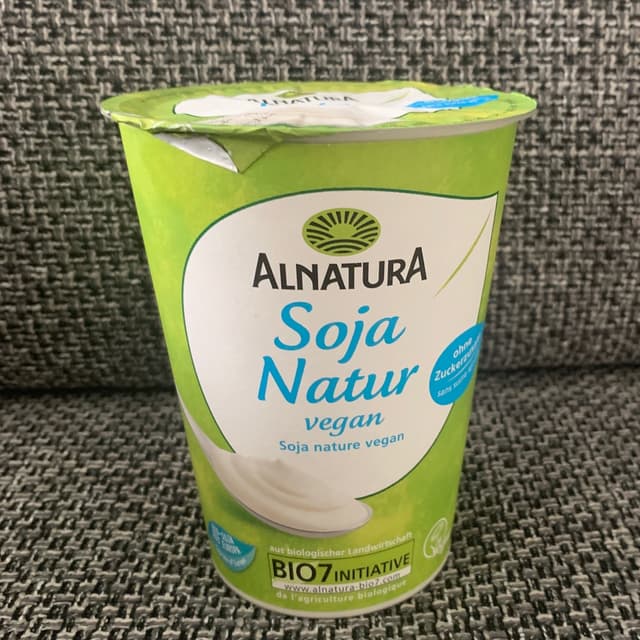 ALNATURA
ALNATURA
Soja
Natur
vegan
Soja nature vegan
ohne
sans
aus biologischer Landwirtschaft
BIO7 INITIATIVE
www.alnatura-bio7.com
de l'agriculture biologique